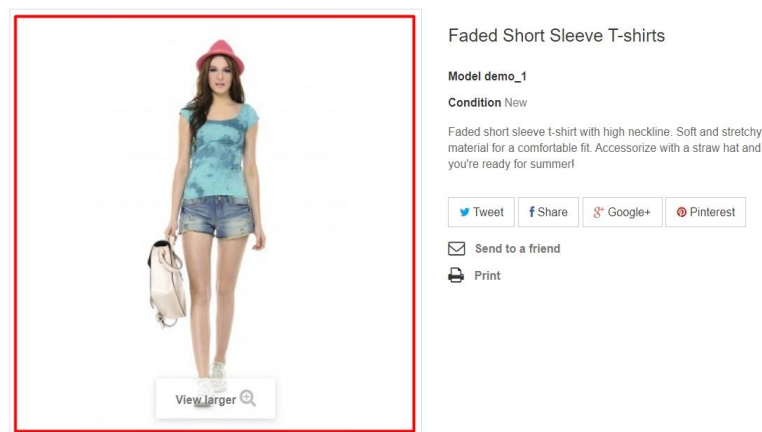 Faded Short Sleeve T-shirts
Model demo_1
Condition New
Faded short sleeve t-shirt with high neckline. Soft and stretchy
material for a comfortable fit. Accessorize with a straw hat and
you're ready for summer!
Tweet
Share
Google+
Pinterest
Send to a friend
Print
View larger